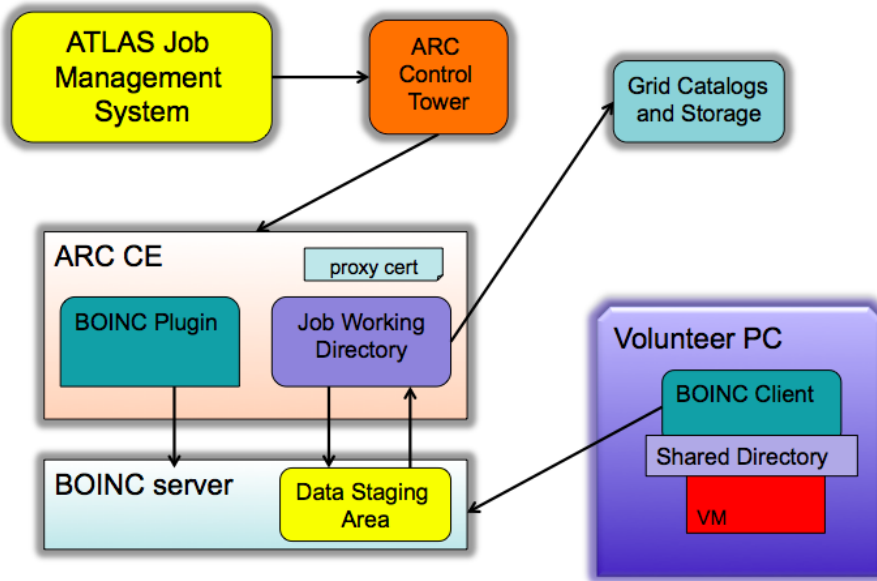 ATLAS Job
Management
System
ARC
Control
Tower
Grid Catalogs
and Storage
ARC CE
proxy cert
BOINC Plugin
Job Working
Directory
Volunteer PC
BOINC Client
Shared Directory
VM
BOINC server
Data Staging
Area